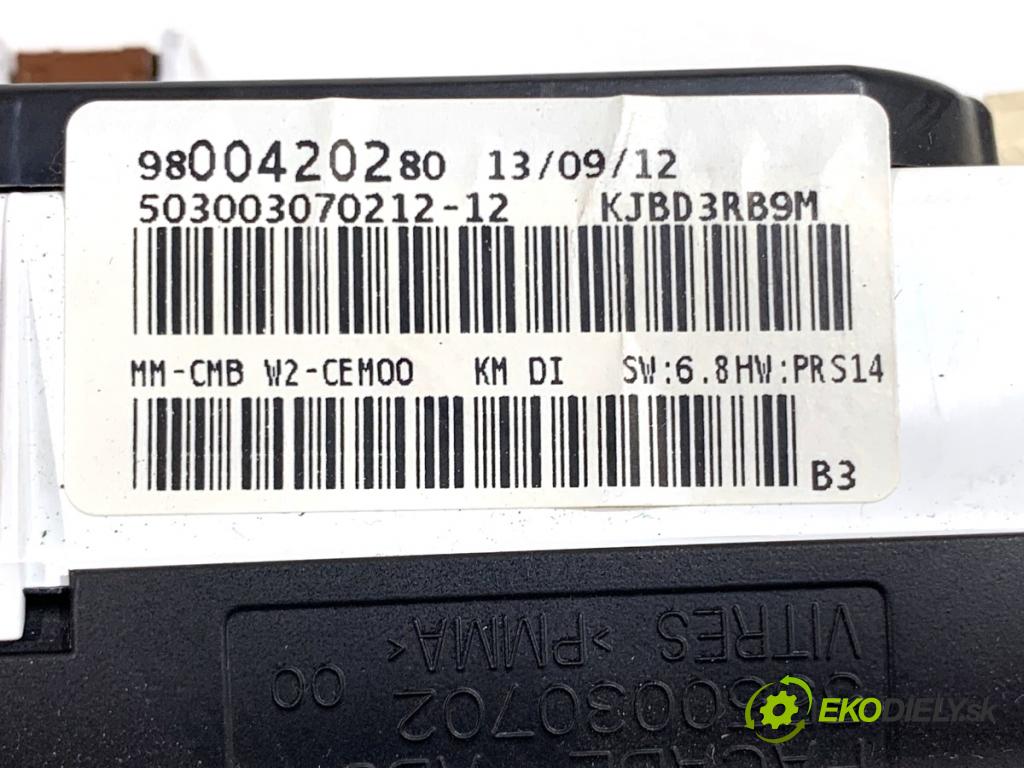 9800420280 13/09/12
503003070212-12 KJBD3RB9M
MM-CMB W2-CEM00 KM DI SW:6.8HW:PRS14
B3
VITRES >PMMA<
00
EKODIELY.sk